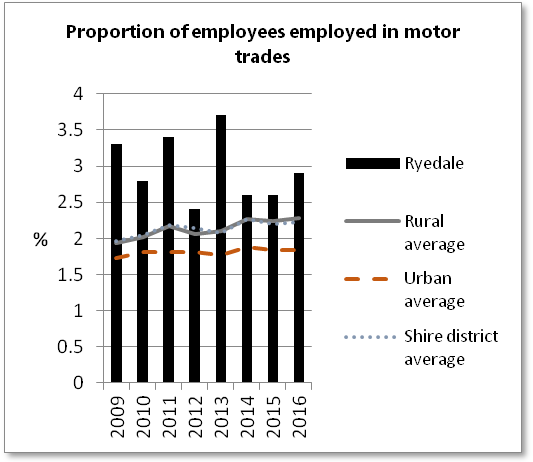 Proportion of employees employed in motor
trades
4
3.5
3
2.5
2
1.5
1
0.5
0
%
2009
2010
2011
2012
2013
2014
2015
2016
Ryedale
Rural
average
Urban
average
Shire district
average